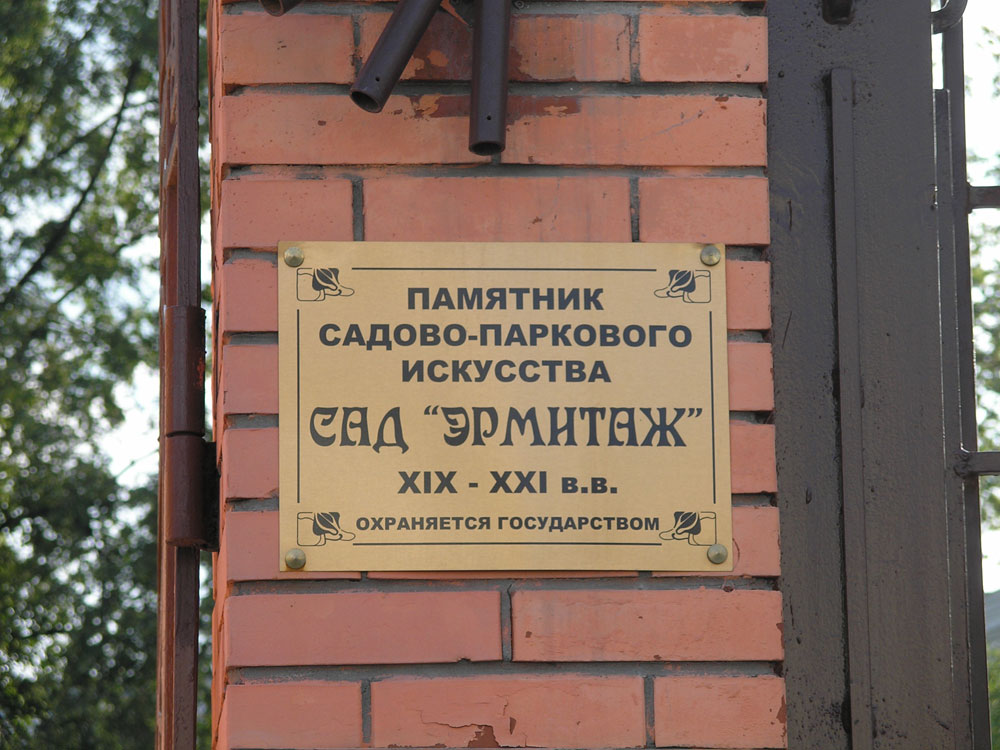 ПАМЯТНИК
САДОВО-ПАРКОВОГО
ИСКУССТВА
САД "ЭРМИТАЖ"
XIX - XXI в.в.
ОХРАНЯЕТСЯ ГОСУДАРСТВОМ